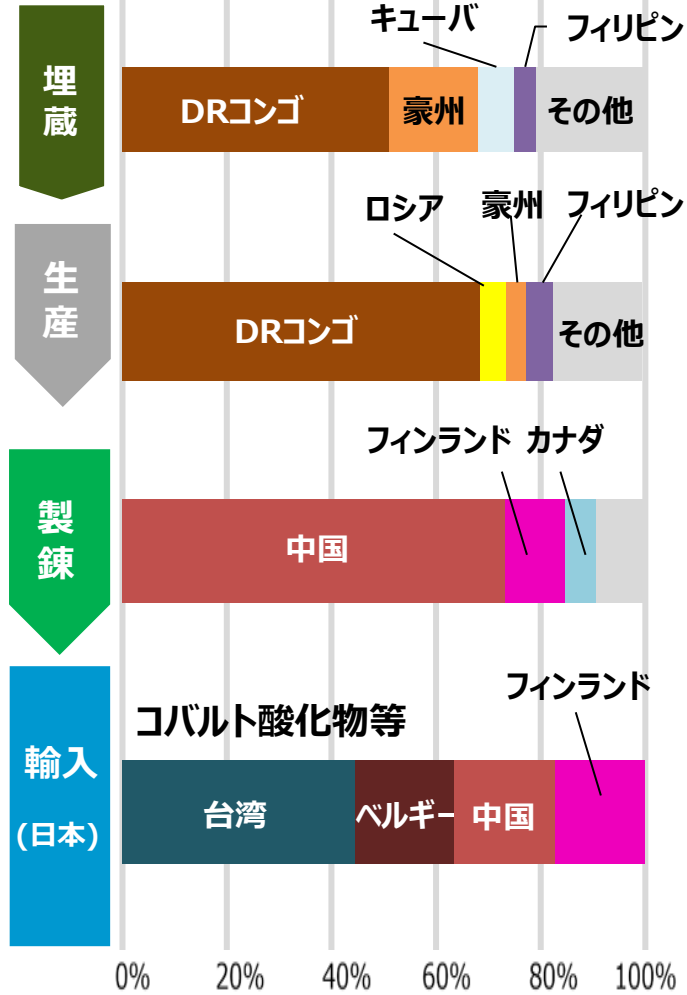 キューバ
フィリピン
埋蔵
DRコンゴ
豪州
その他
ロシア
豪州
フィリピン
生産
DRコンゴ
その他
フィンランド
カナダ
製錬
中国
フィンランド
コバルト酸化物等
輸入
(日本)
台湾
ベルギー
中国
0%
20%
40%
60%
80%
100%